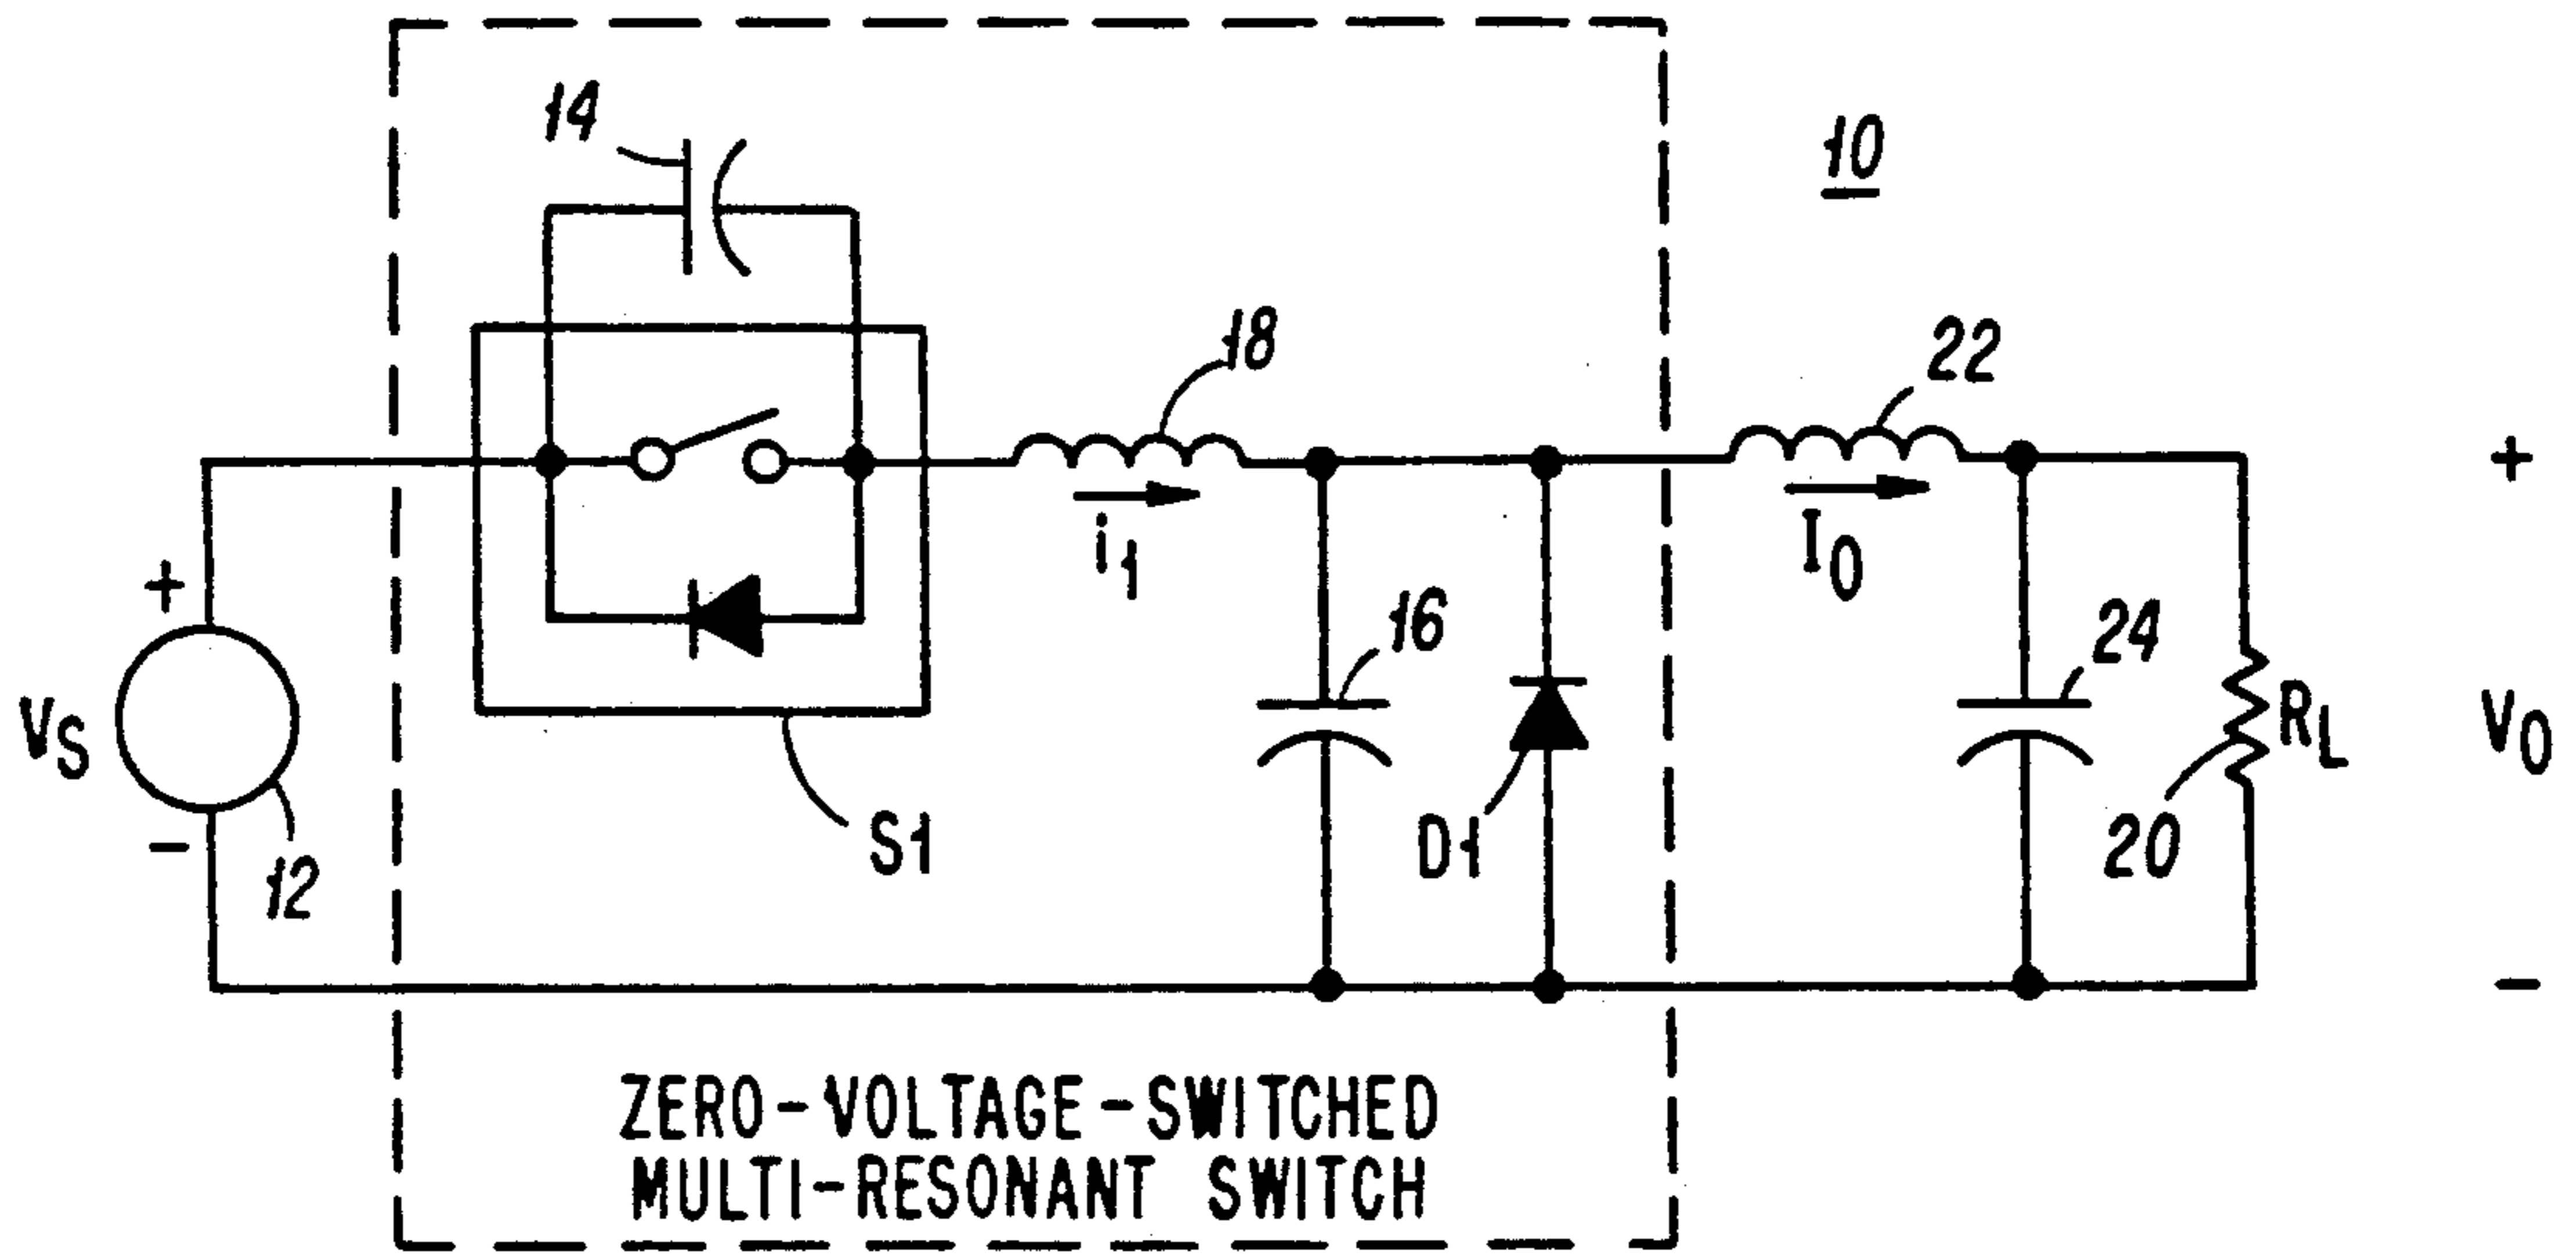 14
10
18
22
i1
IO
+
+
16
24
VS
RL
VO
S1
D1
20
-
12
-
ZERO-VOLTAGE-SWITCHED
MULTI-RESONANT SWITCH